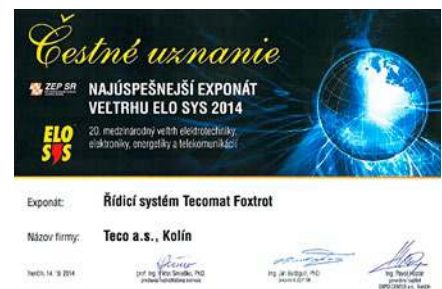 Čestné uznanie
ZEP SR
NAJÚSPEŠNEJŠÍ EXPONÁT
VEĽTRHU ELO SYS 2014
ELO
SYS
20. medzinárodný veľtrh elektrotechniky,
elektroniky, energetiky a telekomunikácií
Exponát: Řídicí systém Tecomat Foxtrot
Názov firmy: Teco a.s., Kolín